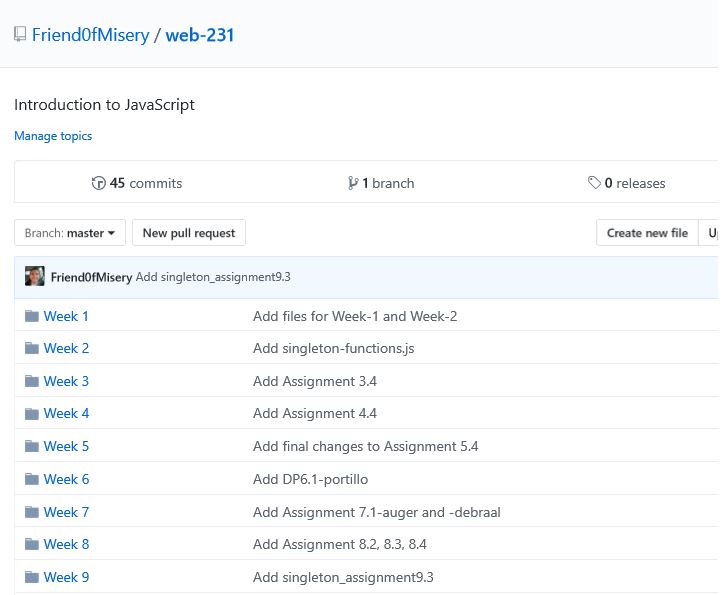 Friend0fMisery / web-231
Introduction to JavaScript
Manage topics
45 commits 1 branch 0 releases
Branch: master New pull request Create new file
Friend0fMisery Add singleton_assignment9.3
Week 1 Add files for Week-1 and Week-2
Week 2 Add singleton-functions.js
Week 3 Add Assignment 3.4
Week 4 Add Assignment 4.4
Week 5 Add final changes to Assignment 5.4
Week 6 Add DP6.1-portillo
Week 7 Add Assignment 7.1-auger and -debraal
Week 8 Add Assignment 8.2, 8.3, 8.4
Week 9 Add singleton_assignment9.3